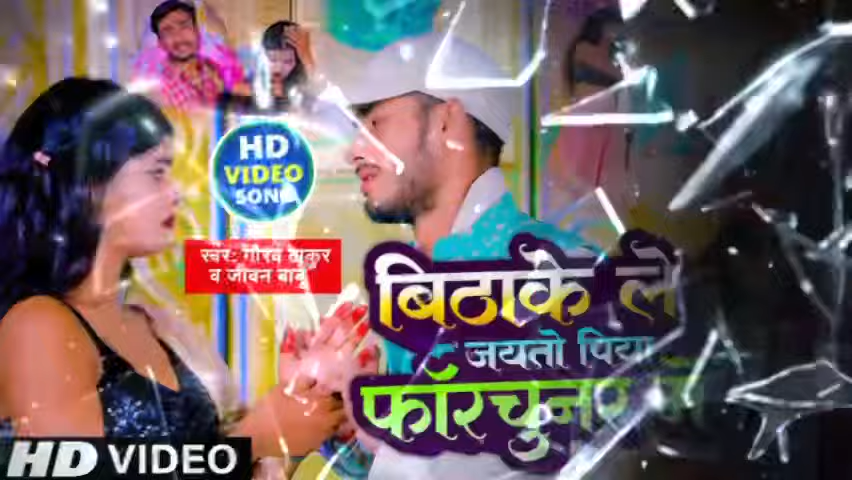 HD
VIDEO
SONG
स्वरः गौरव ठाकुर
व जीवन बाबू
बिठाके ले
जयतो पिया
फॉरचुनर में
HD VIDEO